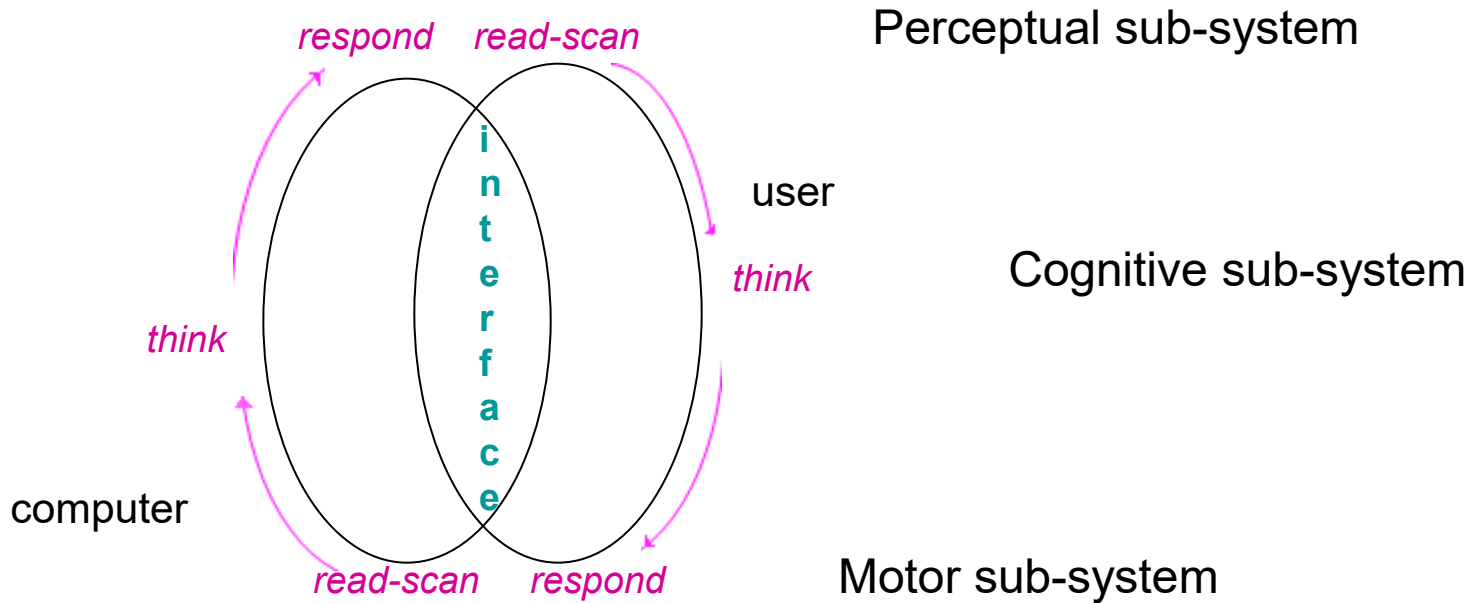 respond read-scan Perceptual sub-system
interface
user
think Cognitive sub-system
think
computer
read-scan respond Motor sub-system